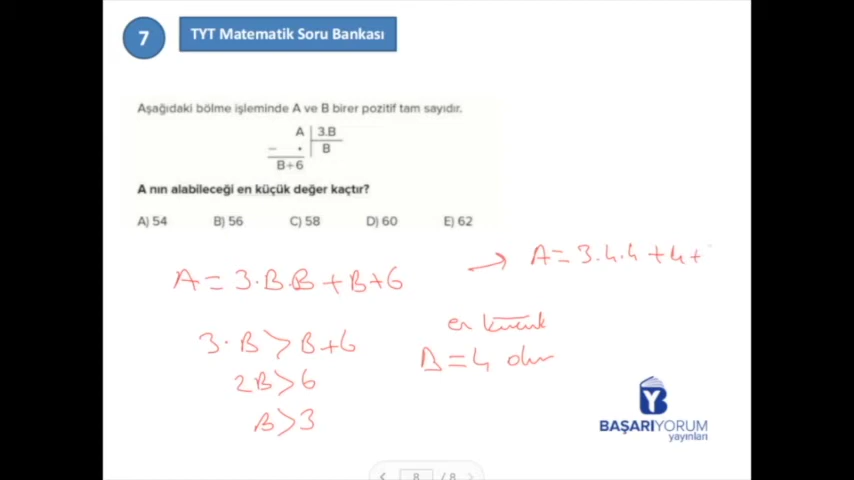 7
TYT Matematik Soru Bankası
Aşağıdaki bölme işleminde A ve B birer pozitif tam sayıdır.
A | 3.B
− • | B
B+6
A nın alabileceği en küçük değer kaçtır?
A) 54 B) 56 C) 58 D) 60 E) 62
A = 3·B·B + B+6
→ A = 3.4.4 + 4 +
3·B > B+6
2B > 6
B > 3
en küçük
B = 4 olur
BAŞARIYORUM
yayınları
< 8 / 8 >